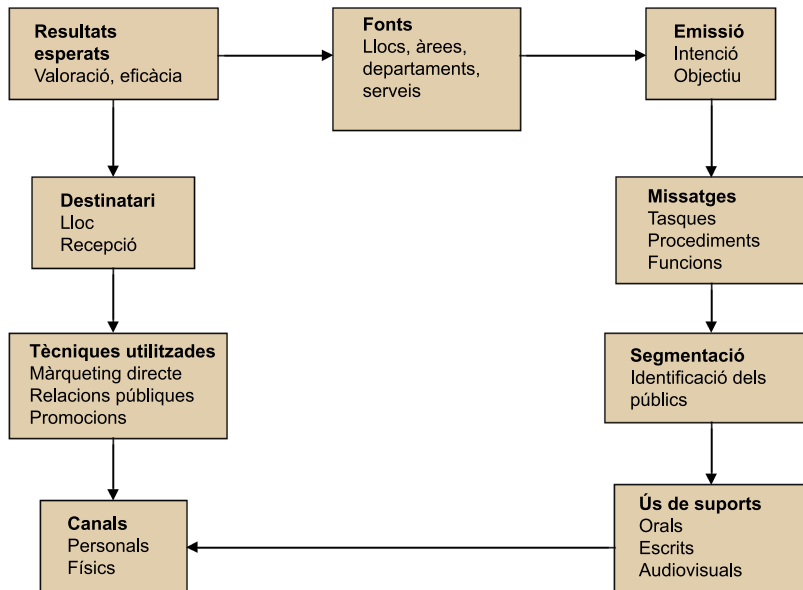 Resultats
esperats
Valoració, eficàcia
Fonts
Llocs, àrees,
departaments,
serveis
Emissió
Intenció
Objectiu
Destinatari
Lloc
Recepció
Missatges
Tasques
Procediments
Funcions
Tècniques utilitzades
Màrqueting directe
Relacions públiques
Promocions
Segmentació
Identificació dels
públics
Canals
Personals
Físics
Ús de suports
Orals
Escrits
Audiovisuals